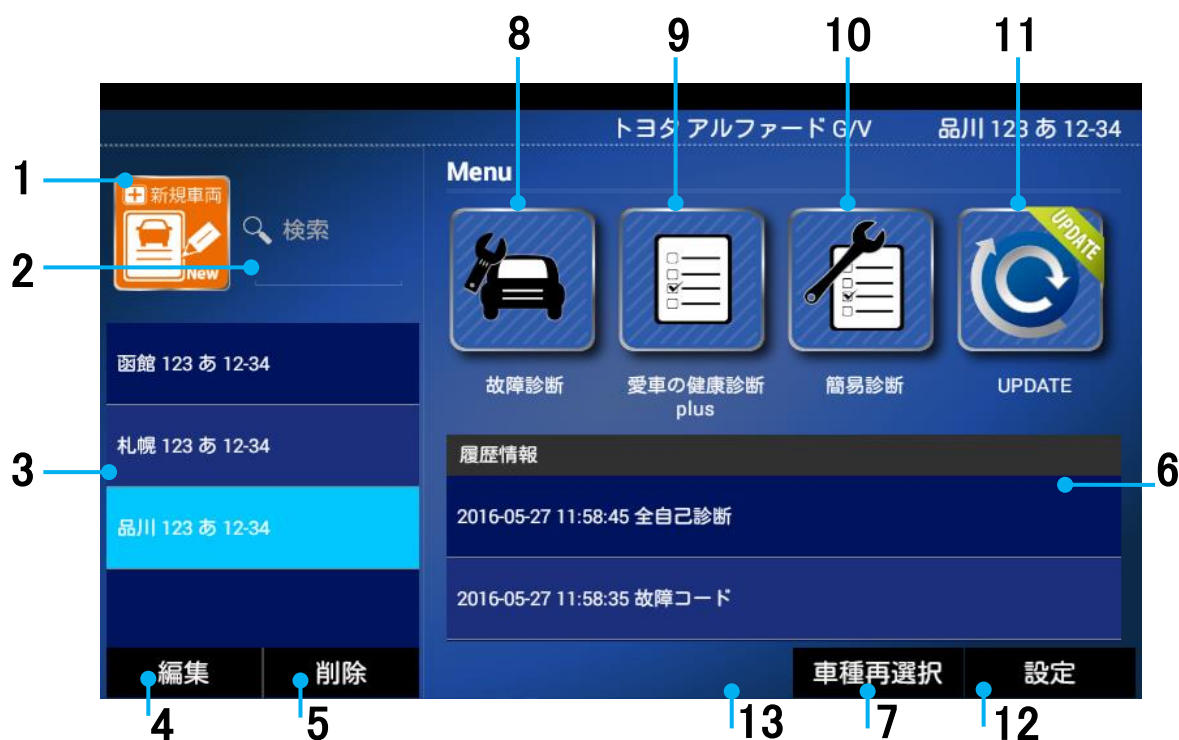 8 9 10 11
トヨタ アルファード G/V 品川 123 あ 12-34
1
新規車両
New
2
検索
Menu
UPDATE
故障診断
愛車の健康診断
plus
簡易診断
UPDATE
3
函館 123 あ 12-34
札幌 123 あ 12-34
品川 123 あ 12-34
履歴情報
6
2016-05-27 11:58:45 全自己診断
2016-05-27 11:58:35 故障コード
編集 削除
車種再選択 設定
4 5 13 7 12